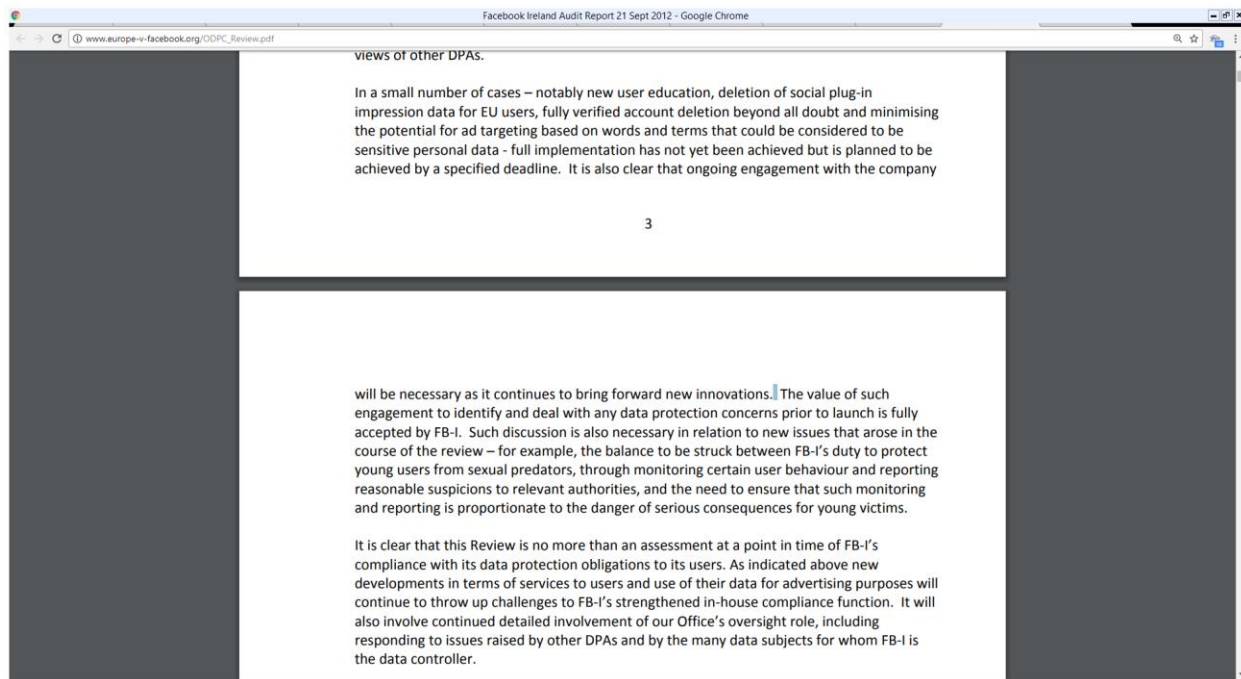 Facebook Ireland Audit Report 21 Sept 2012 - Google Chrome
www.europe-v-facebook.org/ODPC_Review.pdf
views of other DPAs.
In a small number of cases – notably new user education, deletion of social plug-in
impression data for EU users, fully verified account deletion beyond all doubt and minimising
the potential for ad targeting based on words and terms that could be considered to be
sensitive personal data - full implementation has not yet been achieved but is planned to be
achieved by a specified deadline.  It is also clear that ongoing engagement with the company
3
will be necessary as it continues to bring forward new innovations.  The value of such
engagement to identify and deal with any data protection concerns prior to launch is fully
accepted by FB-I.  Such discussion is also necessary in relation to new issues that arose in the
course of the review – for example, the balance to be struck between FB-I's duty to protect
young users from sexual predators, through monitoring certain user behaviour and reporting
reasonable suspicions to relevant authorities, and the need to ensure that such monitoring
and reporting is proportionate to the danger of serious consequences for young victims.
It is clear that this Review is no more than an assessment at a point in time of FB-I's
compliance with its data protection obligations to its users. As indicated above new
developments in terms of services to users and use of their data for advertising purposes will
continue to throw up challenges to FB-I's strengthened in-house compliance function.  It will
also involve continued detailed involvement of our Office's oversight role, including
responding to issues raised by other DPAs and by the many data subjects for whom FB-I is
the data controller.